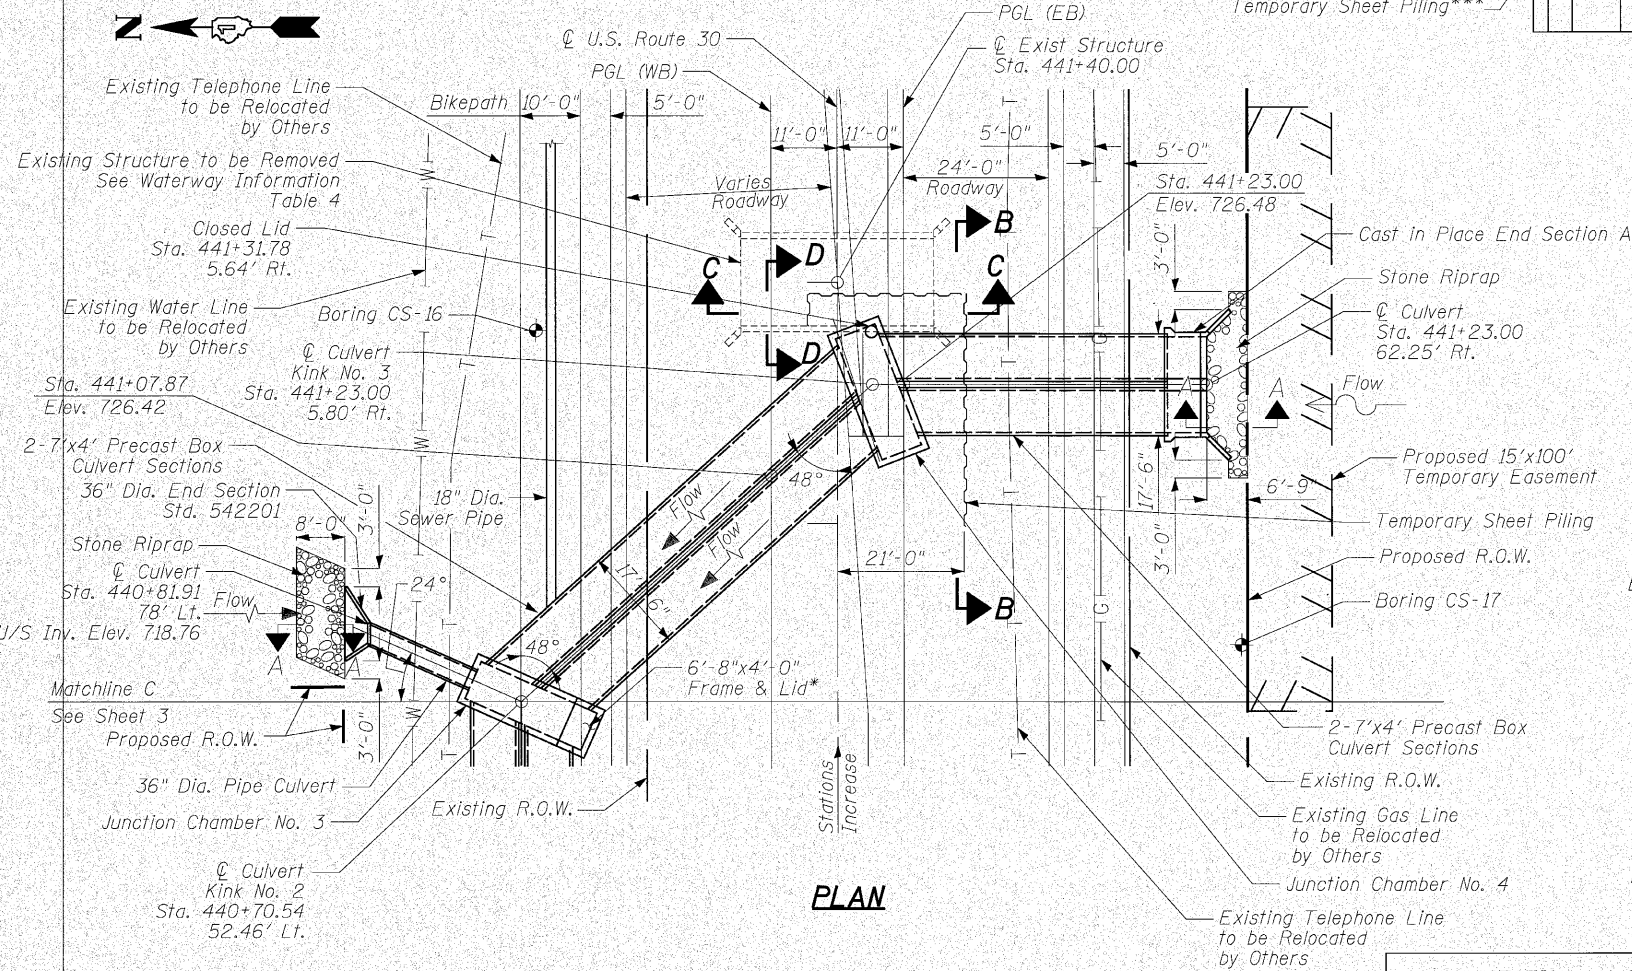 N
Temporary Sheet Piling***
PGL (EB)
℄ U.S. Route 30
℄ Exist Structure
Sta. 441+40.00
PGL (WB)
Existing Telephone Line
to be Relocated
by Others
Bikepath
10'-0"
5'-0"
11'-0"
11'-0"
5'-0"
5'-0"
24'-0"
Roadway
Varies
Roadway
Existing Structure to be Removed
See Waterway Information
Table 4
Sta. 441+23.00
Elev. 726.48
Closed Lid
Sta. 441+31.78
5.64' Rt.
B
D
C
C
3'-0"
Cast in Place End Section A
Stone Riprap
Existing Water Line
to be Relocated
by Others
Boring CS-16
℄ Culvert
Sta. 441+23.00
62.25' Rt.
℄ Culvert
Kink No. 3
Sta. 441+23.00
5.80' Rt.
D
Sta. 441+07.87
Elev. 726.42
A
A
Flow
2-7'x4' Precast Box
Culvert Sections
36" Dia. End Section
Std. 542201
18" Dia.
Sewer Pipe
48°
Flow
Flow
17'-6"
Proposed 15'x100'
Temporary Easement
6'-9"
Temporary Sheet Piling
8'-0"
3'-0"
Stone Riprap
℄ Culvert
Sta. 440+81.91
78' Lt.
U/S Inv. Elev. 718.76
Flow
24°
17'-6"
21'-0"
3'-0"
Proposed R.O.W.
Boring CS-17
B
A
A
48°
6'-8"x4'-0"
Frame & Lid*
Matchline C
See Sheet 3
Proposed R.O.W.
3'-0"
W
W
W
T
T
T
T
T
T
T
T
G
G
2-7'x4' Precast Box
Culvert Sections
36" Dia. Pipe Culvert
Junction Chamber No. 3
Existing R.O.W.
Stations
Increase
Existing R.O.W.
Existing Gas Line
to be Relocated
by Others
℄ Culvert
Kink No. 2
Sta. 440+70.54
52.46' Lt.
Junction Chamber No. 4
PLAN
Existing Telephone Line
to be Relocated
by Others